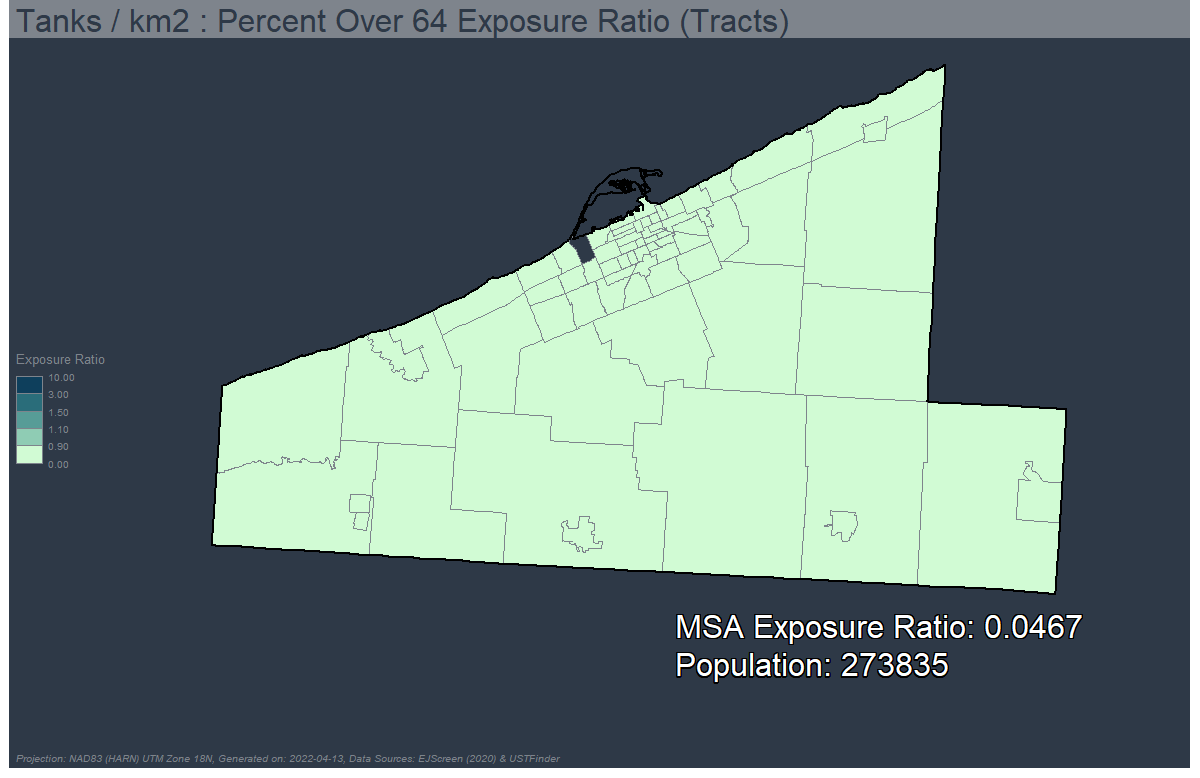 Tanks / km2 : Percent Over 64 Exposure Ratio (Tracts)
Exposure Ratio
10.00
3.00
1.50
1.10
0.90
0.00
MSA Exposure Ratio: 0.0467
Population: 273835
Projection: NAD83 (HARN) UTM Zone 18N, Generated on: 2022-04-13, Data Sources: EJScreen (2020) & USTFinder